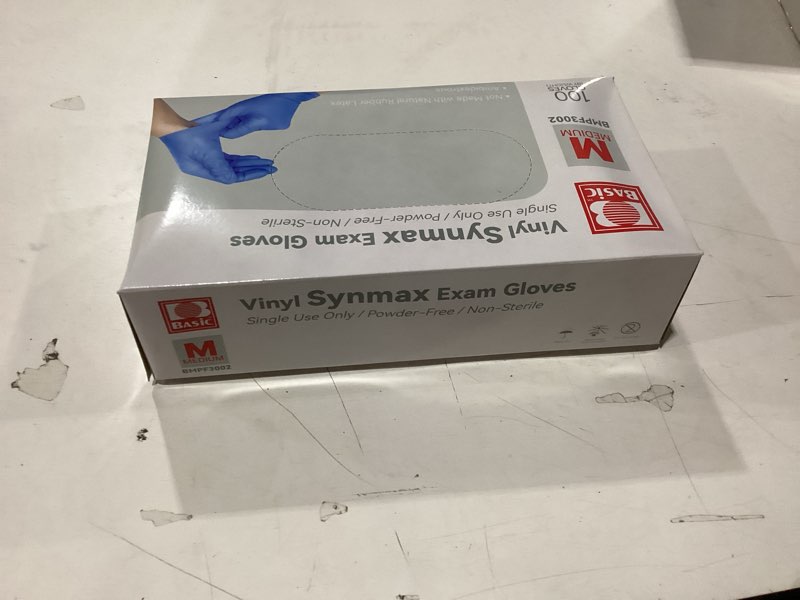 100
GLOVES
BMPF3002
M
MEDIUM
BASIC
• Not Made with Natural Rubber Latex
• Ambidextrous
Vinyl Synmax Exam Gloves
Single Use Only / Powder-Free / Non-Sterile
BASIC
M
MEDIUM
BMPF3002
Vinyl Synmax Exam Gloves
Single Use Only / Powder-Free / Non-Sterile